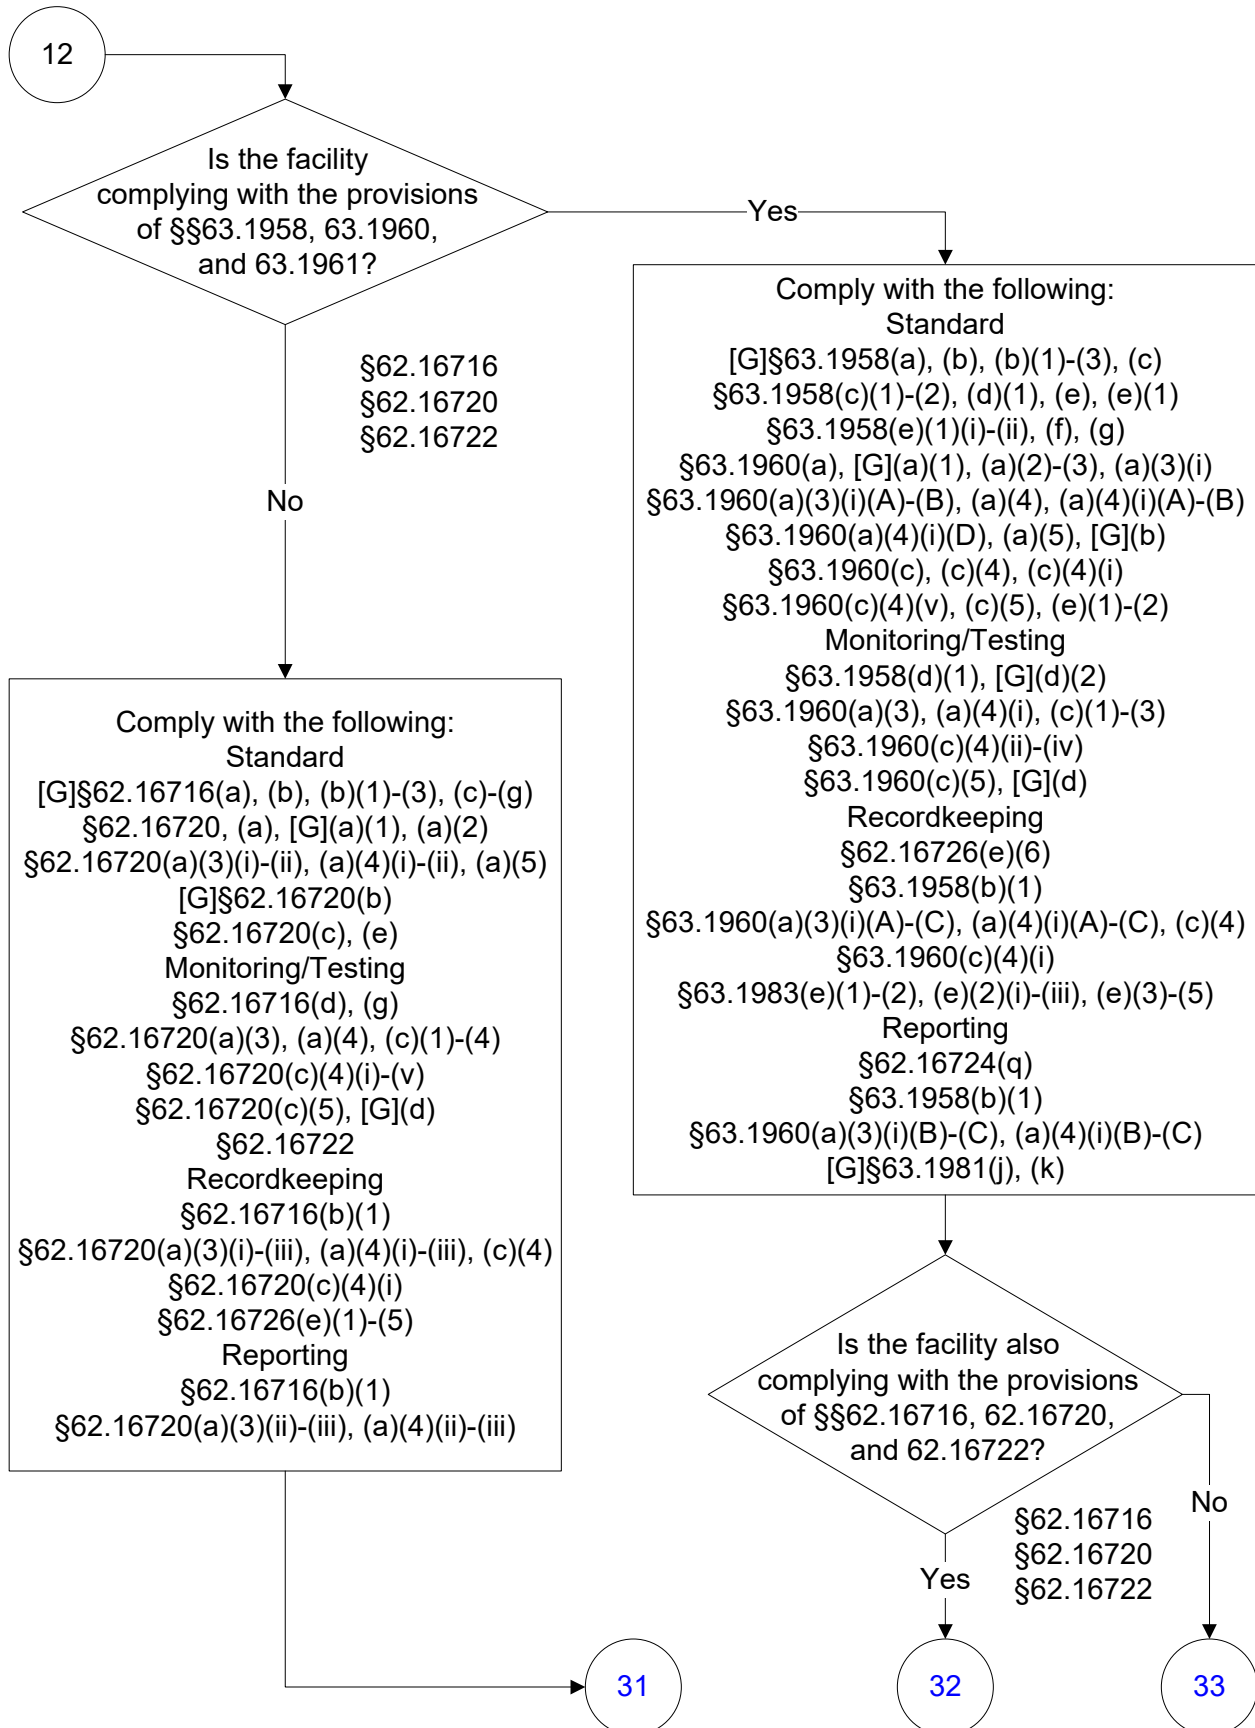 12
Is the facility
complying with the provisions
of §§63.1958, 63.1960,
and 63.1961?
Yes
§62.16716
§62.16720
§62.16722
No
Comply with the following:
Standard
[G]§63.1958(a), (b), (b)(1)-(3), (c)
§63.1958(c)(1)-(2), (d)(1), (e), (e)(1)
§63.1958(e)(1)(i)-(ii), (f), (g)
§63.1960(a), [G](a)(1), (a)(2)-(3), (a)(3)(i)
§63.1960(a)(3)(i)(A)-(B), (a)(4), (a)(4)(i)(A)-(B)
§63.1960(a)(4)(i)(D), (a)(5), [G](b)
§63.1960(c), (c)(4), (c)(4)(i)
§63.1960(c)(4)(v), (c)(5), (e)(1)-(2)
Monitoring/Testing
§63.1958(d)(1), [G](d)(2)
§63.1960(a)(3), (a)(4)(i), (c)(1)-(3)
§63.1960(c)(4)(ii)-(iv)
§63.1960(c)(5), [G](d)
Recordkeeping
§62.16726(e)(6)
§63.1958(b)(1)
§63.1960(a)(3)(i)(A)-(C), (a)(4)(i)(A)-(C), (c)(4)
§63.1960(c)(4)(i)
§63.1983(e)(1)-(2), (e)(2)(i)-(iii), (e)(3)-(5)
Reporting
§62.16724(q)
§63.1958(b)(1)
§63.1960(a)(3)(i)(B)-(C), (a)(4)(i)(B)-(C)
[G]§63.1981(j), (k)
Comply with the following:
Standard
[G]§62.16716(a), (b), (b)(1)-(3), (c)-(g)
§62.16720, (a), [G](a)(1), (a)(2)
§62.16720(a)(3)(i)-(ii), (a)(4)(i)-(ii), (a)(5)
[G]§62.16720(b)
§62.16720(c), (e)
Monitoring/Testing
§62.16716(d), (g)
§62.16720(a)(3), (a)(4), (c)(1)-(4)
§62.16720(c)(4)(i)-(v)
§62.16720(c)(5), [G](d)
§62.16722
Recordkeeping
§62.16716(b)(1)
§62.16720(a)(3)(i)-(iii), (a)(4)(i)-(iii), (c)(4)
§62.16720(c)(4)(i)
§62.16726(e)(1)-(5)
Reporting
§62.16716(b)(1)
§62.16720(a)(3)(ii)-(iii), (a)(4)(ii)-(iii)
Is the facility also
complying with the provisions
of §§62.16716, 62.16720,
and 62.16722?
No
§62.16716
§62.16720
§62.16722
Yes
31
32
33